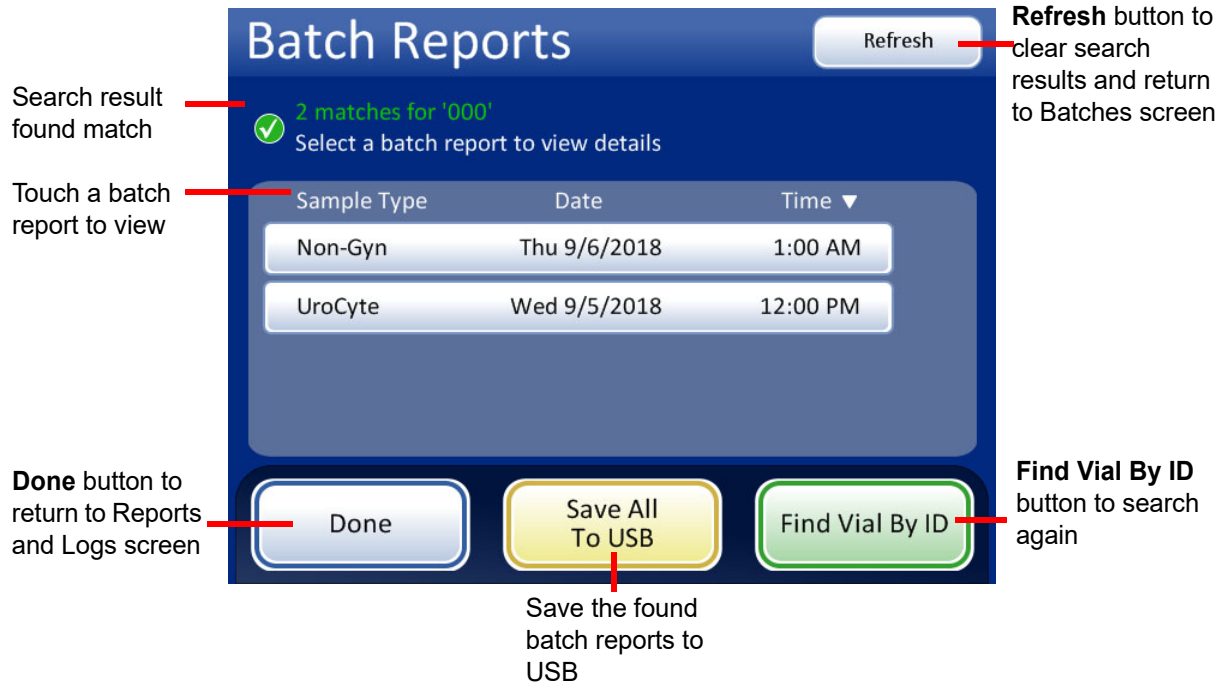 Batch Reports
Refresh
Refresh button to
clear search
results and return
to Batches screen
Search result
found match
2 matches for '000'
Select a batch report to view details
Touch a batch
report to view
Sample Type Date Time ▼
Non-Gyn Thu 9/6/2018 1:00 AM
UroCyte Wed 9/5/2018 12:00 PM
Done button to
return to Reports
and Logs screen
Done
Save All
To USB
Find Vial By ID
Find Vial By ID
button to search
again
Save the found
batch reports to
USB